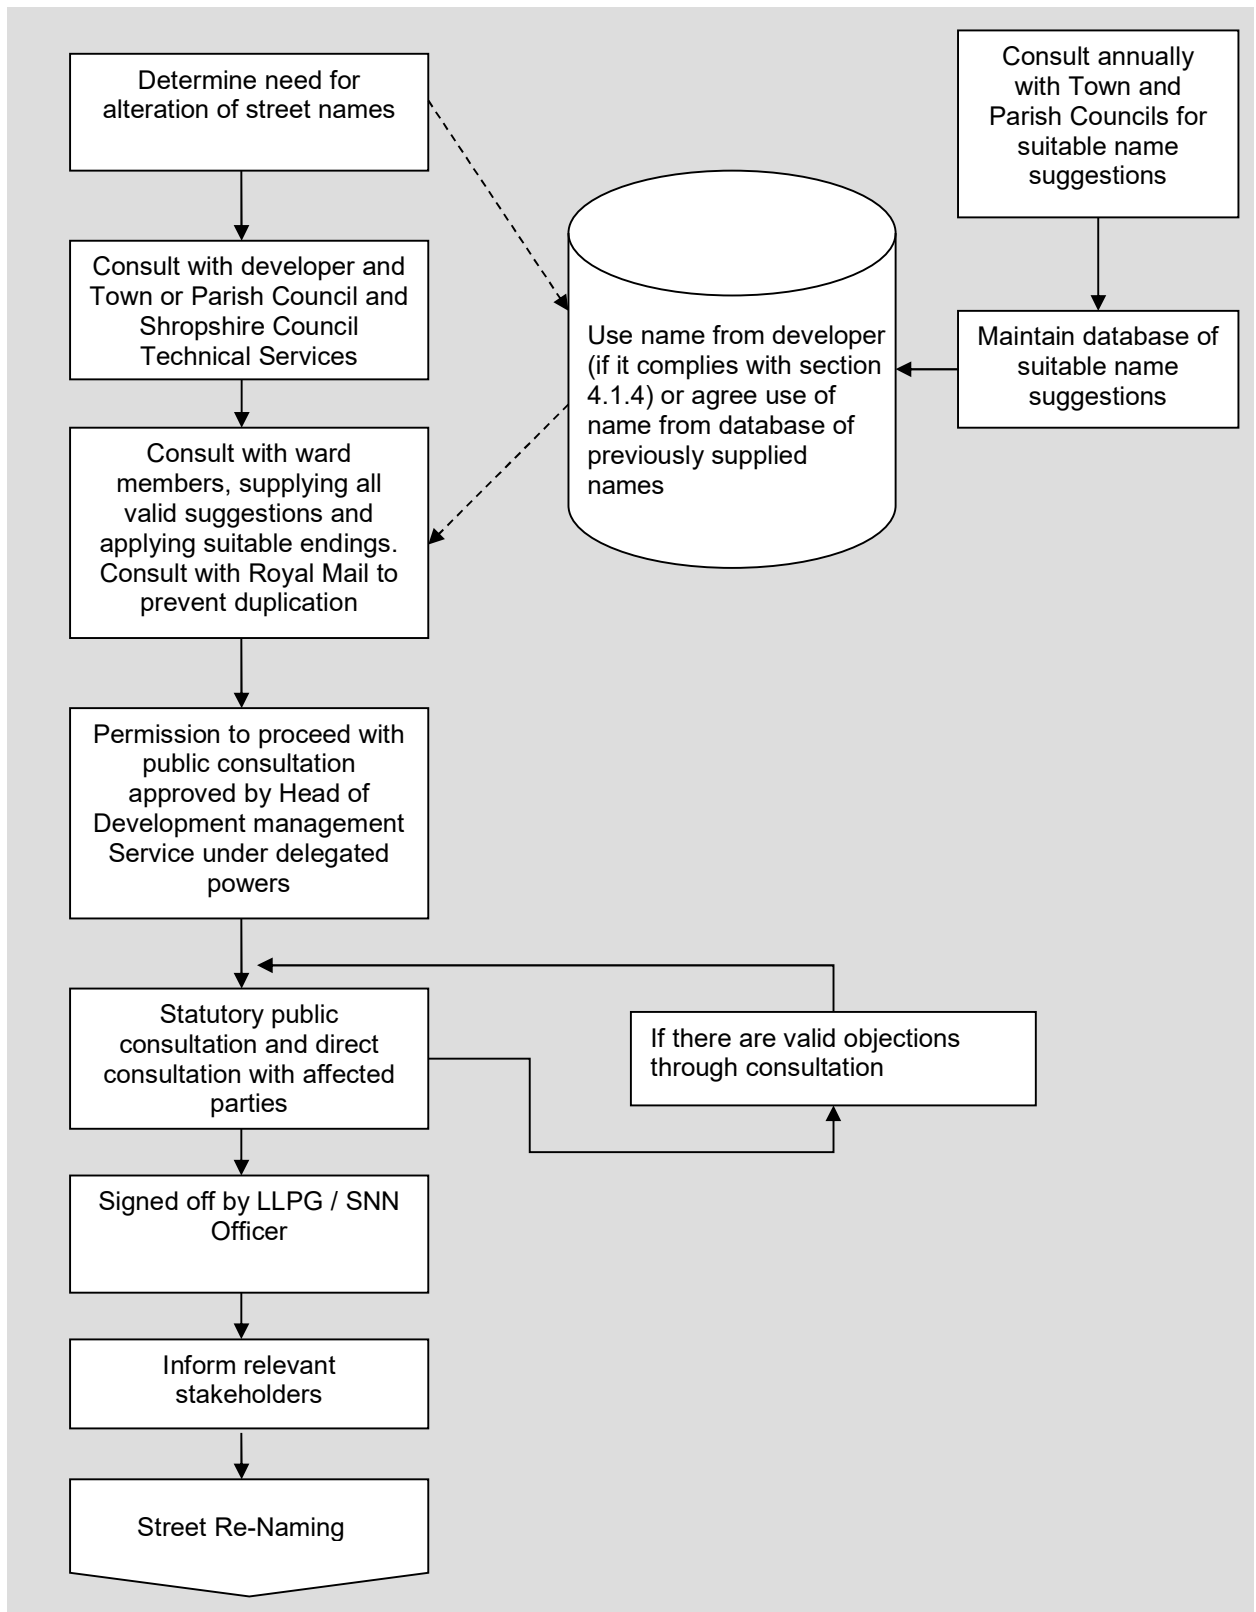 Determine need for
alteration of street names
Consult annually
with Town and
Parish Councils for
suitable name
suggestions
Consult with developer and
Town or Parish Council and
Shropshire Council
Technical Services
Use name from developer
(if it complies with section
4.1.4) or agree use of
name from database of
previously supplied
names
Maintain database of
suitable name
suggestions
Consult with ward
members, supplying all
valid suggestions and
applying suitable endings.
Consult with Royal Mail to
prevent duplication
Permission to proceed with
public consultation
approved by Head of
Development management
Service under delegated
powers
Statutory public
consultation and direct
consultation with affected
parties
If there are valid objections
through consultation
Signed off by LLPG / SNN
Officer
Inform relevant
stakeholders
Street Re-Naming